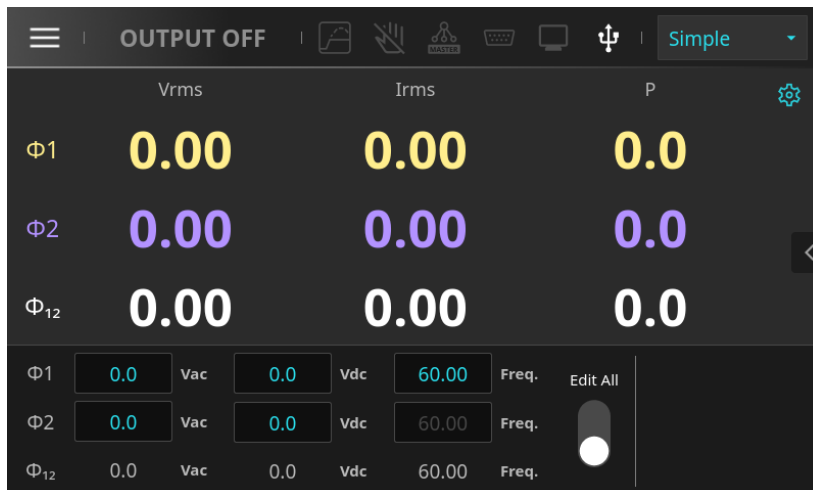 OUTPUT OFF MASTER Simple
Vrms Irms P
Φ1 0.00 0.00 0.0
Φ2 0.00 0.00 0.0
Φ₁₂ 0.00 0.00 0.0
Φ1 0.0 Vac 0.0 Vdc 60.00 Freq. Edit All
Φ2 0.0 Vac 0.0 Vdc 60.00 Freq.
Φ₁₂ 0.0 Vac 0.0 Vdc 60.00 Freq.